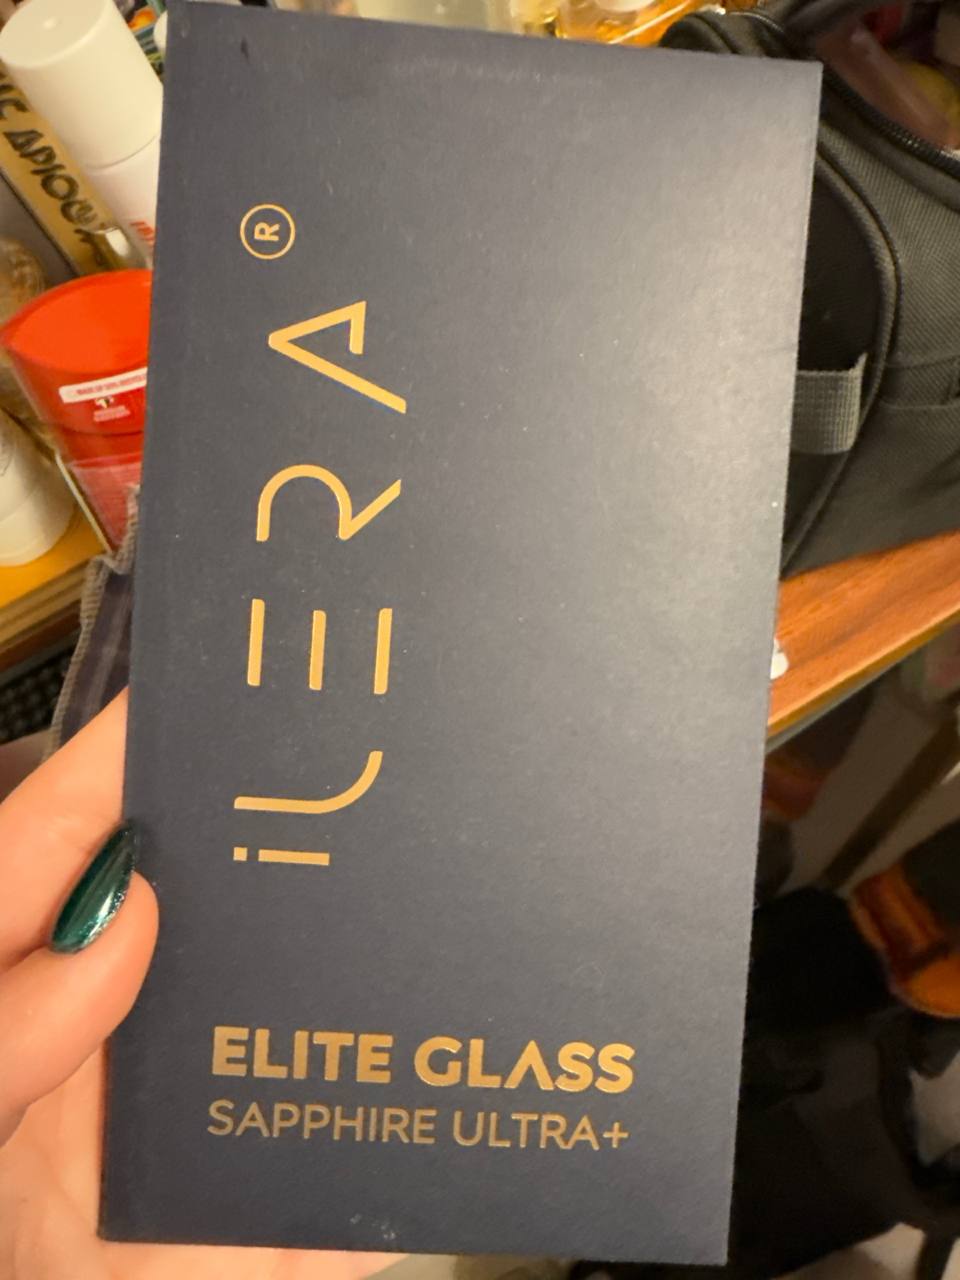 iLERA®
ELITE GLASS
SAPPHIRE ULTRA+